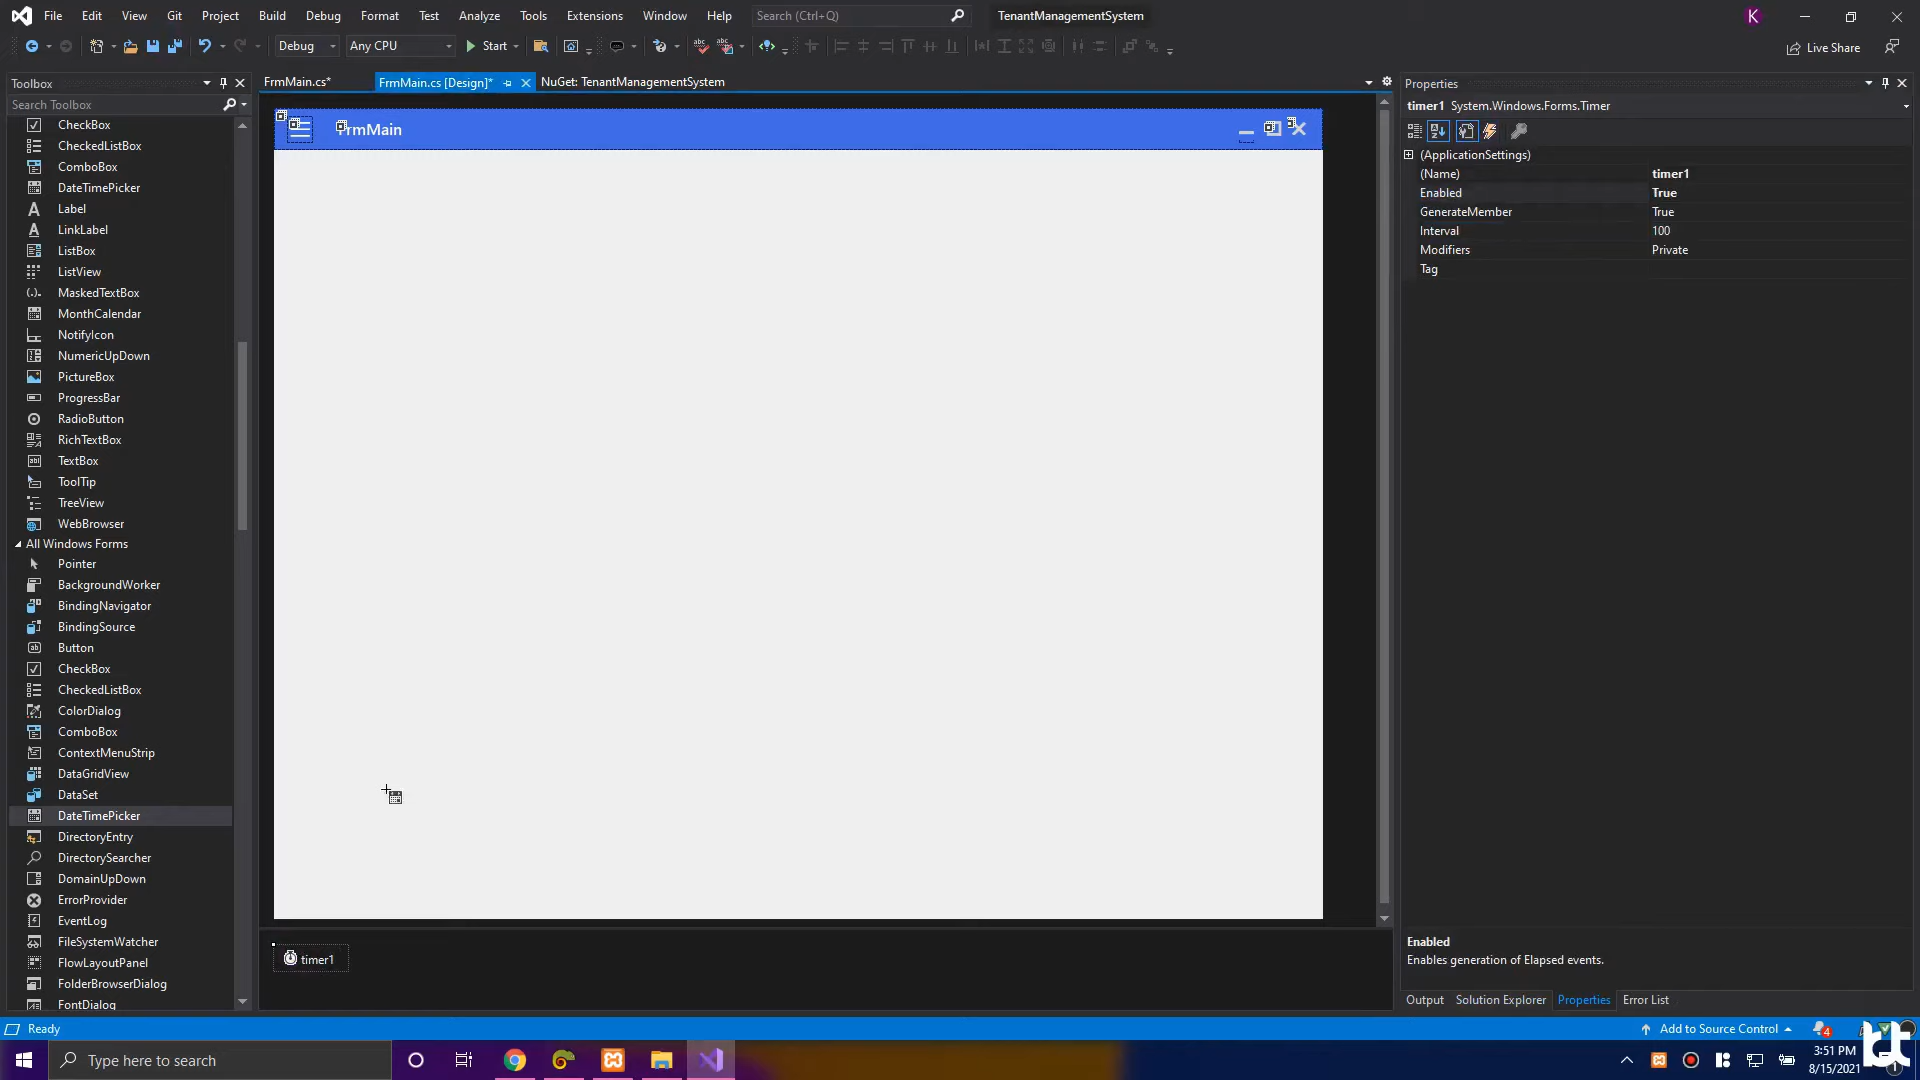 File Edit View Git Project Build Debug Format Test Analyze Tools Extensions Window Help Search (Ctrl+Q) TenantManagementSystem K
Debug Any CPU Start Live Share
Toolbox
Search Toolbox
CheckBox
CheckedListBox
ComboBox
DateTimePicker
Label
LinkLabel
ListBox
ListView
MaskedTextBox
MonthCalendar
NotifyIcon
NumericUpDown
PictureBox
ProgressBar
RadioButton
RichTextBox
TextBox
ToolTip
TreeView
WebBrowser
All Windows Forms
Pointer
BackgroundWorker
BindingNavigator
BindingSource
Button
CheckBox
CheckedListBox
ColorDialog
ComboBox
ContextMenuStrip
DataGridView
DataSet
DateTimePicker
DirectoryEntry
DirectorySearcher
DomainUpDown
ErrorProvider
EventLog
FileSystemWatcher
FlowLayoutPanel
FolderBrowserDialog
FontDialog
FrmMain.cs* FrmMain.cs [Design]* NuGet: TenantManagementSystem
FrmMain
timer1
Properties
timer1 System.Windows.Forms.Timer
(ApplicationSettings)
(Name) timer1
Enabled True
GenerateMember True
Interval 100
Modifiers Private
Tag
Enabled
Enables generation of Elapsed events.
Output Solution Explorer Properties Error List
Ready Add to Source Control 4
Type here to search
3:51 PM
8/15/2021